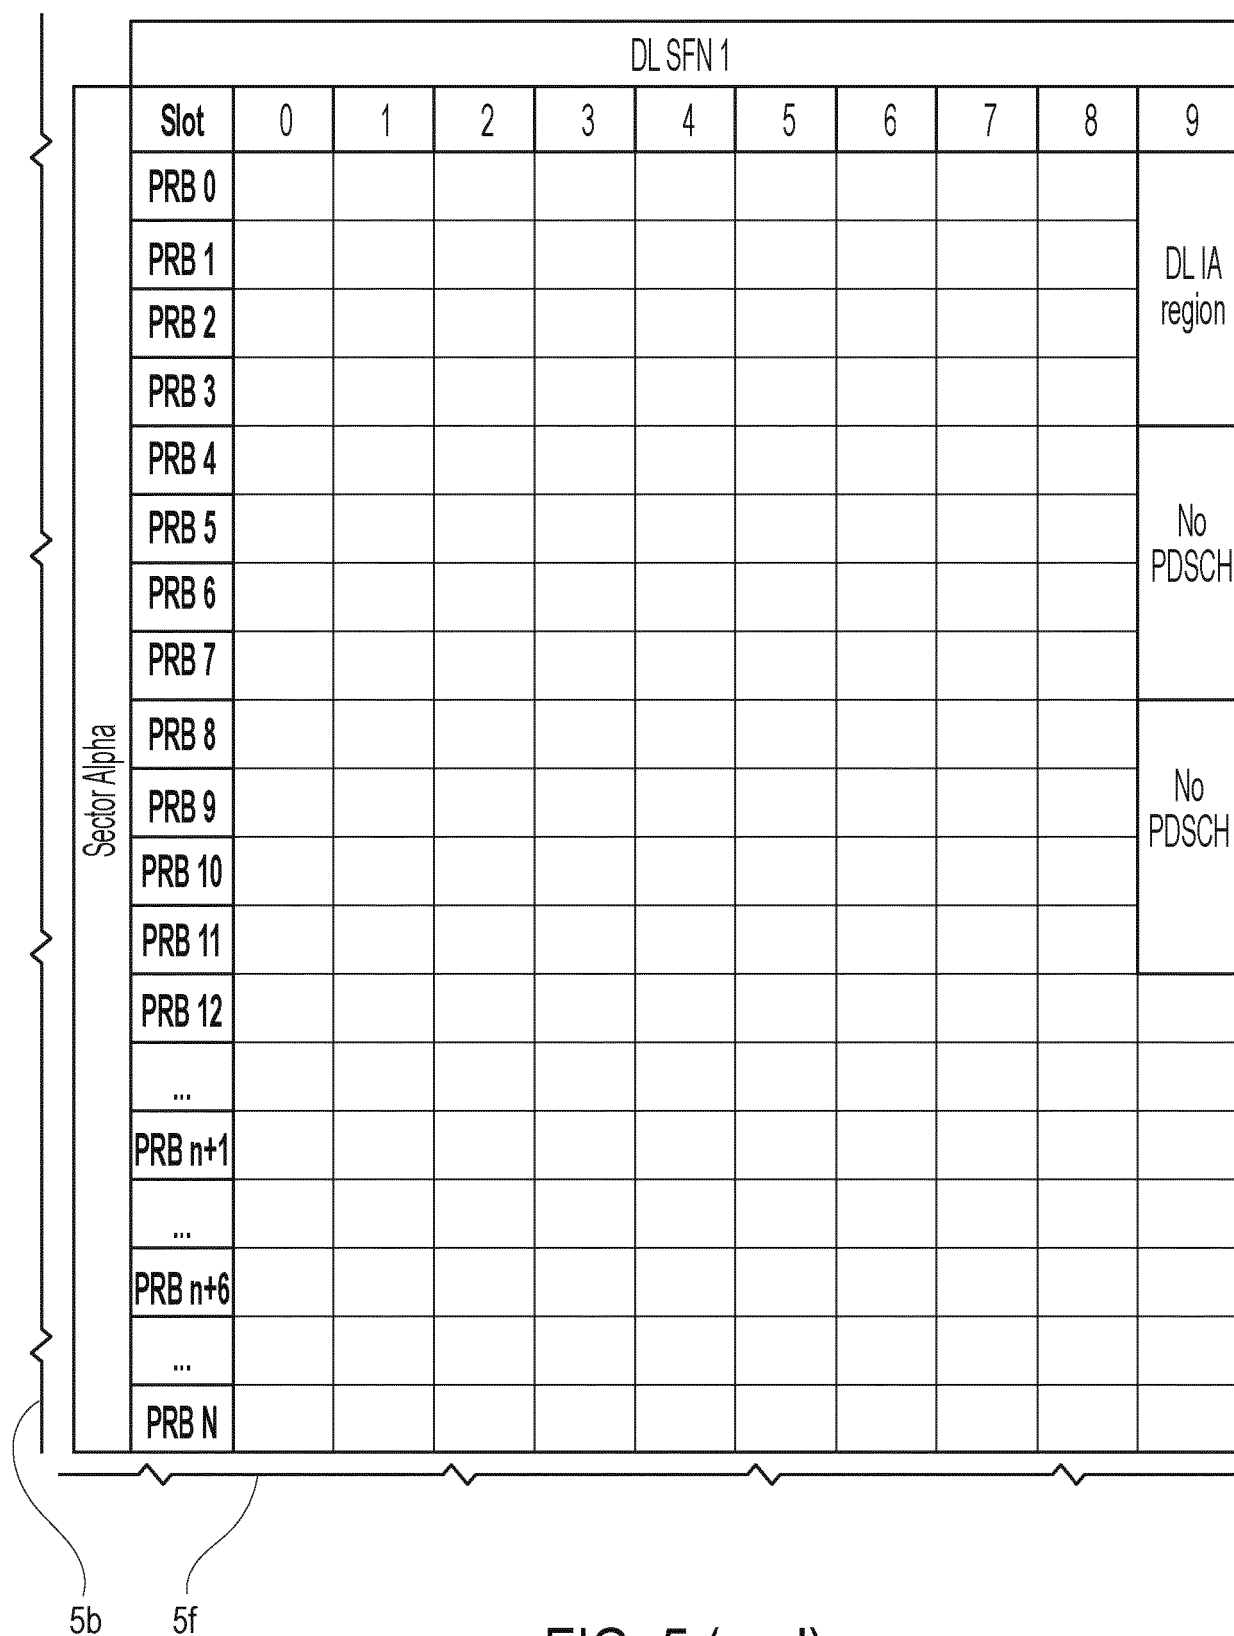 DL SFN 1
Slot 0 1 2 3 4 5 6 7 8 9
PRB 0
PRB 1
PRB 2
PRB 3
DL IA
region
PRB 4
PRB 5
PRB 6
PRB 7
No
PDSCH
Sector Alpha
PRB 8
PRB 9
PRB 10
PRB 11
No
PDSCH
PRB 12
...
PRB n+1
...
PRB n+6
...
PRB N
5b 5f
FIG. 5